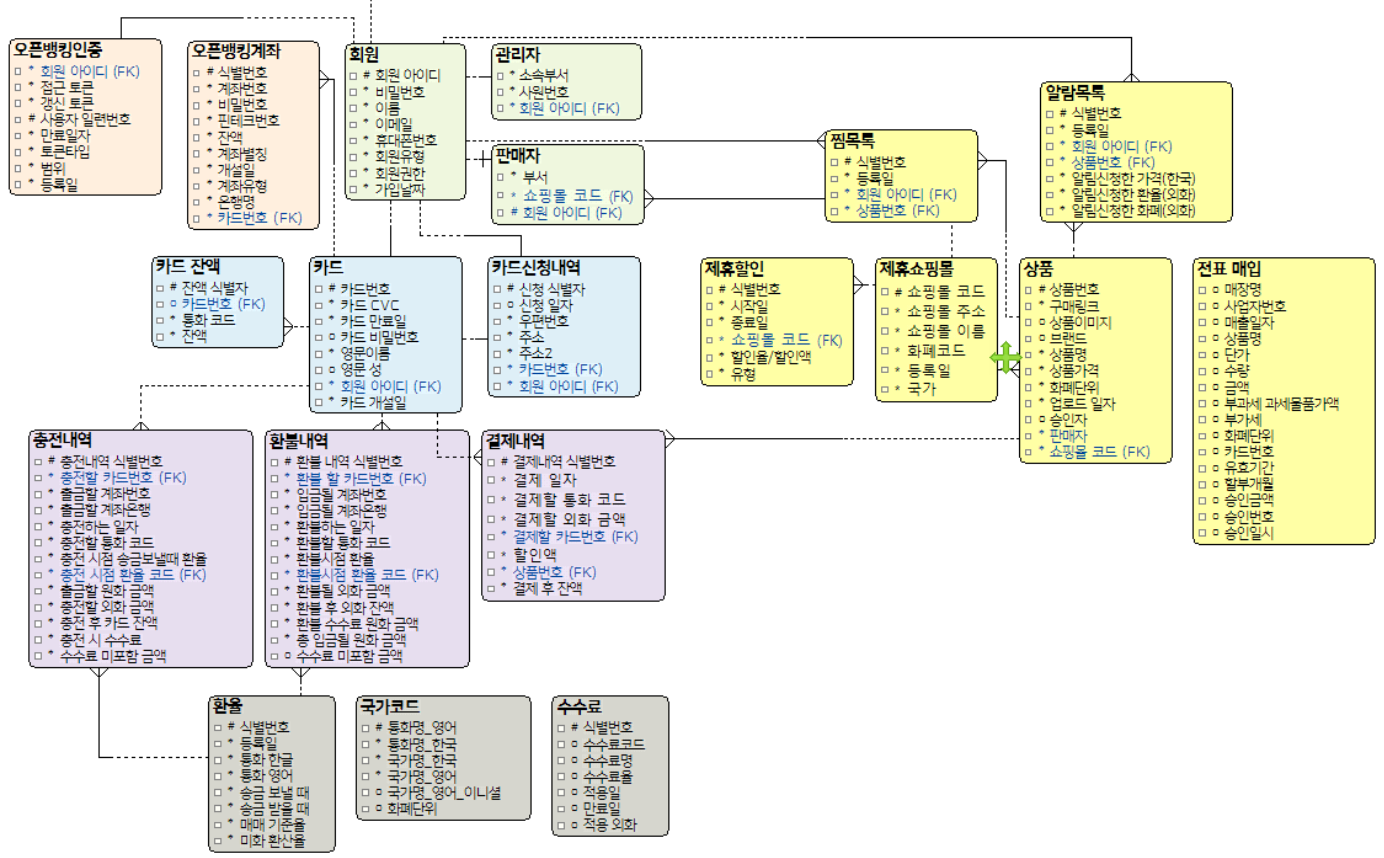 오픈뱅킹인증
* 회원 아이디 (FK)
* 접근 토큰
* 갱신 토큰
# 사용자 일련번호
* 만료일자
* 토큰타입
* 범위
* 등록일
오픈뱅킹계좌
# 식별번호
* 계좌번호
* 비밀번호
* 핀테크번호
* 잔액
* 계좌별칭
* 개설일
* 계좌유형
* 은행명
* 카드번호 (FK)
회원
# 회원 아이디
* 비밀번호
* 이름
* 이메일
* 휴대폰번호
* 회원유형
* 회원권한
* 가입날짜
관리자
* 소속부서
* 사원번호
* 회원 아이디 (FK)
판매자
* 부서
* 쇼핑몰 코드 (FK)
# 회원 아이디 (FK)
찜목록
# 식별번호
* 등록일
* 회원 아이디 (FK)
* 상품번호 (FK)
알람목록
# 식별번호
* 등록일
* 회원 아이디 (FK)
* 상품번호 (FK)
* 알림신청한 가격(한국)
* 알림신청한 환율(외화)
* 알림신청한 화폐(외화)
카드 잔액
# 잔액 식별자
o 카드번호 (FK)
* 통화 코드
* 잔액
카드
# 카드번호
* 카드 CVC
* 카드 만료일
o 카드 비밀번호
* 영문이름
o 영문 성
* 회원 아이디 (FK)
* 카드 개설일
카드신청내역
# 신청 식별자
o 신청 일자
* 우편번호
* 주소
* 주소2
* 카드번호 (FK)
* 회원 아이디 (FK)
제휴할인
# 식별번호
* 시작일
* 종료일
* 쇼핑몰 코드 (FK)
* 할인율/할인액
* 유형
제휴쇼핑몰
# 쇼핑몰 코드
* 쇼핑몰 주소
* 쇼핑몰 이름
* 화폐코드
* 등록일
* 국가
상품
# 상품번호
* 구매링크
o 상품이미지
o 브랜드
* 상품명
* 상품가격
* 화폐단위
* 업로드 일자
o 승인자
* 판매자
* 쇼핑몰 코드 (FK)
전표 매입
o 매장명
o 사업자번호
o 매출일자
o 상품명
o 단가
o 수량
o 금액
o 부과세 과세물품가액
o 부가세
o 화폐단위
o 카드번호
o 유효기간
o 할부개월
o 승인금액
o 승인번호
o 승인일시
충전내역
# 충전내역 식별번호
* 충전할 카드번호 (FK)
* 출금할 계좌번호
* 출금할 계좌은행
* 충전하는 일자
* 충전할 통화 코드
* 충전 시점 송금보낼때 환율
* 충전 시점 환율 코드 (FK)
* 출금할 원화 금액
* 충전할 외화 금액
* 충전 후 카드 잔액
* 충전 시 수수료
* 수수료 미포함 금액
환불내역
# 환불 내역 식별번호
* 환불 할 카드번호 (FK)
* 입금될 계좌번호
* 입금될 계좌은행
* 환불하는 일자
* 환불할 통화 코드
* 환불시점 환율
* 환불시점 환율 코드 (FK)
* 환불될 외화 금액
* 환불 후 외화 잔액
* 환불 수수료 원화 금액
* 총 입금될 원화 금액
o 수수료 미포함 금액
결제내역
# 결제내역 식별번호
* 결제 일자
* 결제할 통화 코드
* 결제할 외화 금액
* 결제할 카드번호 (FK)
* 할인액
* 상품번호 (FK)
* 결제 후 잔액
환율
# 식별번호
* 등록일
* 통화 한글
* 통화 영어
* 송금 보낼 때
* 송금 받을 때
* 매매 기준율
* 미화 환산율
국가코드
# 통화명_영어
* 통화명_한국
* 국가명_한국
* 국가명_영어
o 국가명_영어_이니셜
o 화폐단위
수수료
# 식별번호
o 수수료코드
o 수수료명
o 수수료율
o 적용일
o 만료일
o 적용 외화